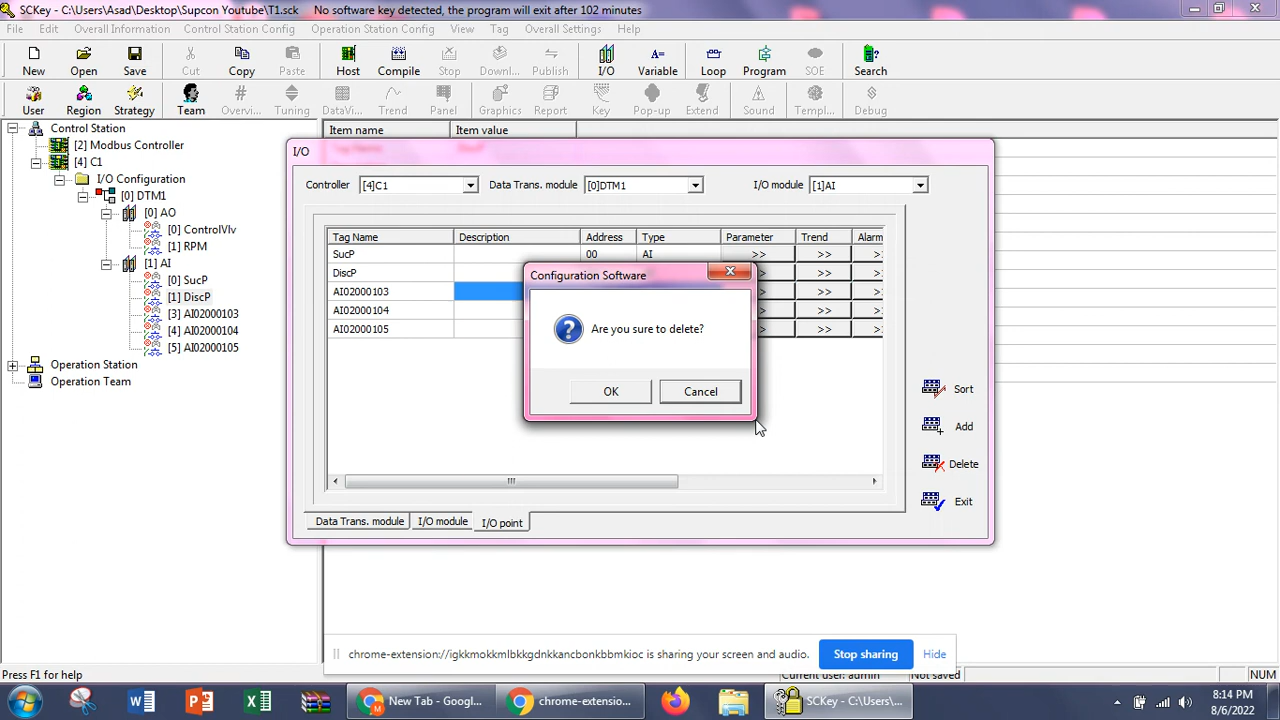 SCKey - C:\Users\Asad\Desktop\Supcon Youtube\T1.sck No software key detected, the program will exit after 102 minutes
File Edit Overall Information Control Station Config Operation Station Config View Tag Overall Settings Help
New Open Save Cut Copy Paste Host Compile Stop Downl... Publish I/O Variable Loop Program SOE Search
User Region Strategy Team Overvi... Tuning DataVi... Trend Panel Graphics Report Key Pop-up Extend Sound Templ... Debug
Control Station
[2] Modbus Controller
[4] C1
I/O Configuration
[0] DTM1
[0] AO
[0] ControlVlv
[1] RPM
[1] AI
[0] SucP
[1] DiscP
[3] AI02000103
[4] AI02000104
[5] AI02000105
Operation Station
Operation Team
Item name Item value
I/O
Controller [4]C1 Data Trans. module [0]DTM1 I/O module [1]AI
Tag Name Description Address Type Parameter Trend Alarm
SucP 00 AI >> >> >
DiscP >> >
AI02000103 > >> >
AI02000104 > >> >
AI02000105 > >> >
Configuration Software
Are you sure to delete?
OK Cancel
Sort
Add
Delete
Exit
Data Trans. module I/O module I/O point
chrome-extension://igkkmokkmlbkkgdnkkancbonkbbmkioc is sharing your screen and audio. Stop sharing Hide
Press F1 for help Current user: admin Not saved NUM
New Tab - Googl... chrome-extensio... SCKey - C:\Users\...
8:14 PM
8/6/2022